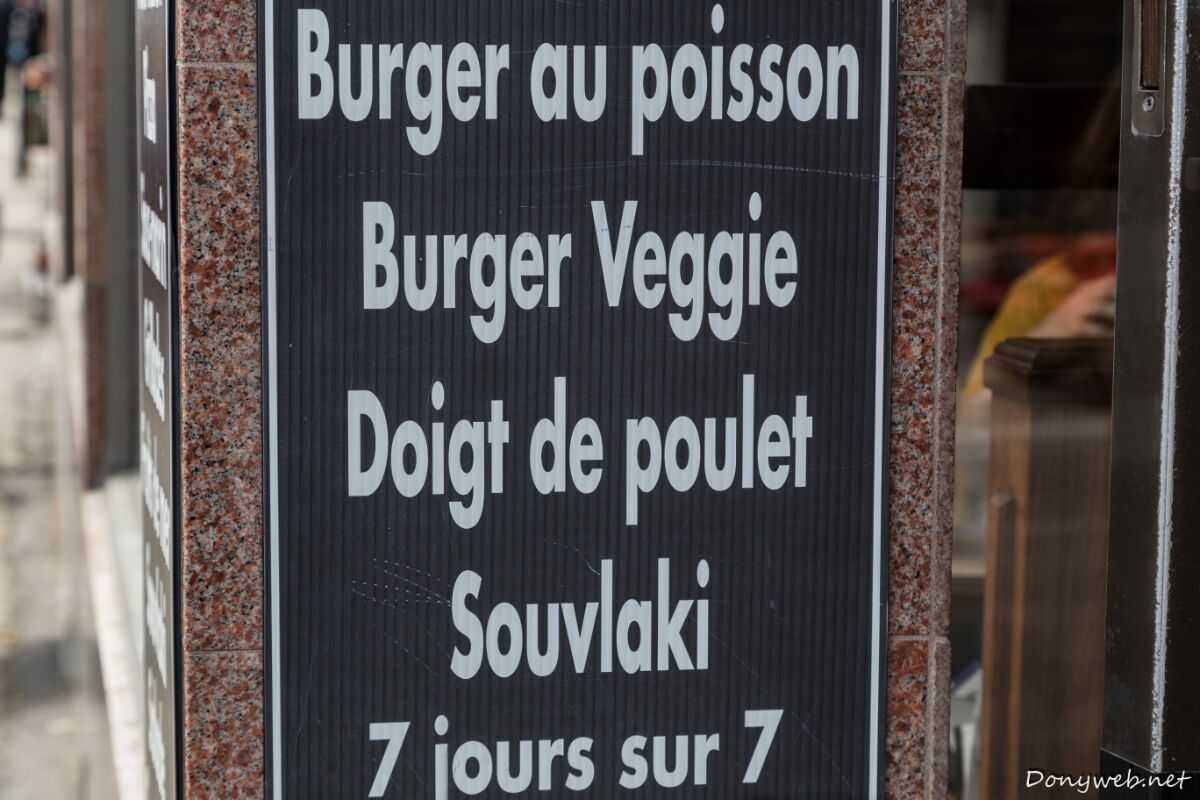 Burger au poisson
Burger Veggie
Doigt de poulet
Souvlaki
7 jours sur 7
Donyweb.net